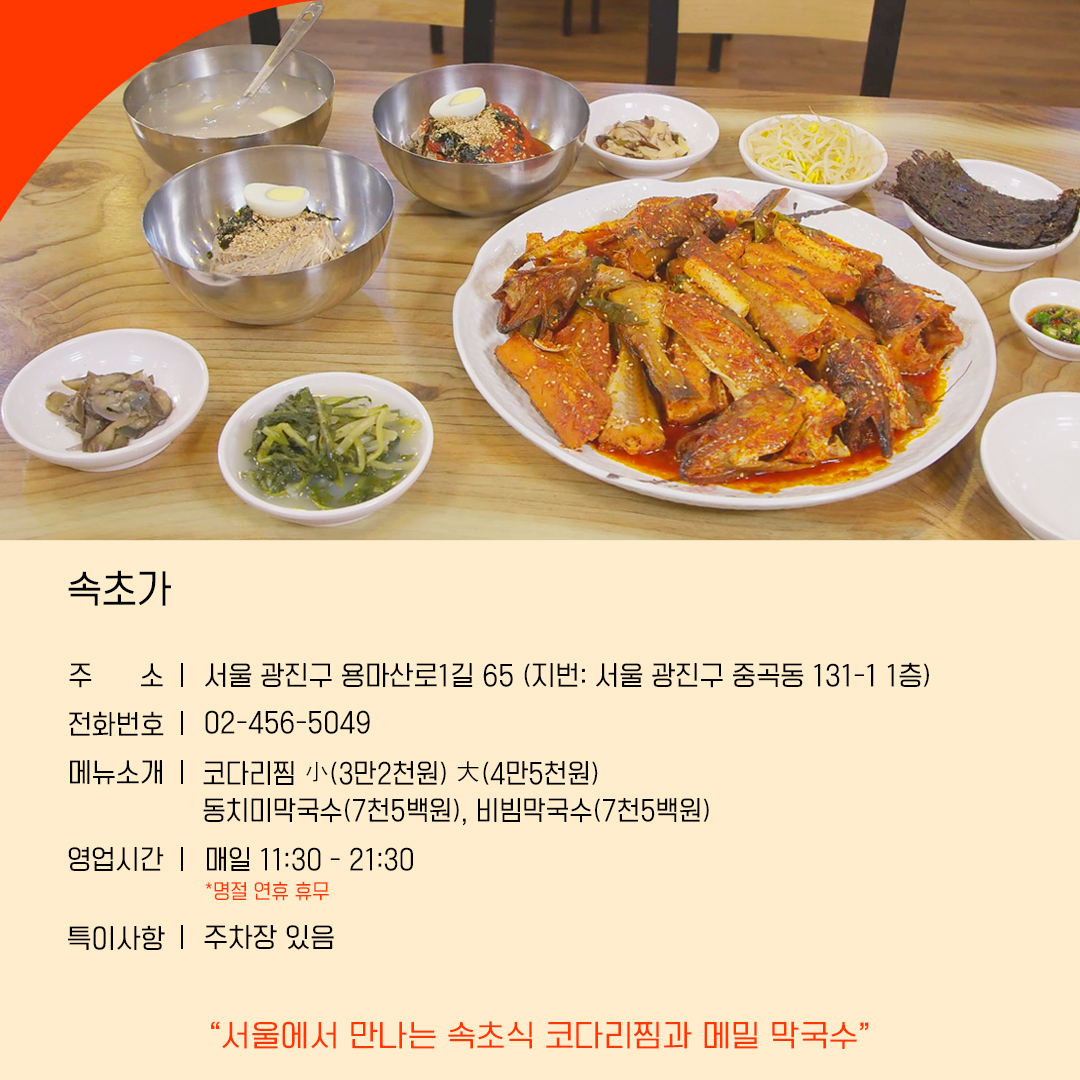 속초가
주 소 | 서울 광진구 용마산로1길 65 (지번: 서울 광진구 중곡동 131-1 1층)
전화번호 | 02-456-5049
메뉴소개 | 코다리찜 小(3만2천원) 大(4만5천원)
동치미막국수(7천5백원), 비빔막국수(7천5백원)
영업시간 | 매일 11:30 - 21:30
*명절 연휴 휴무
특이사항 | 주차장 있음
“서울에서 만나는 속초식 코다리찜과 메밀 막국수”